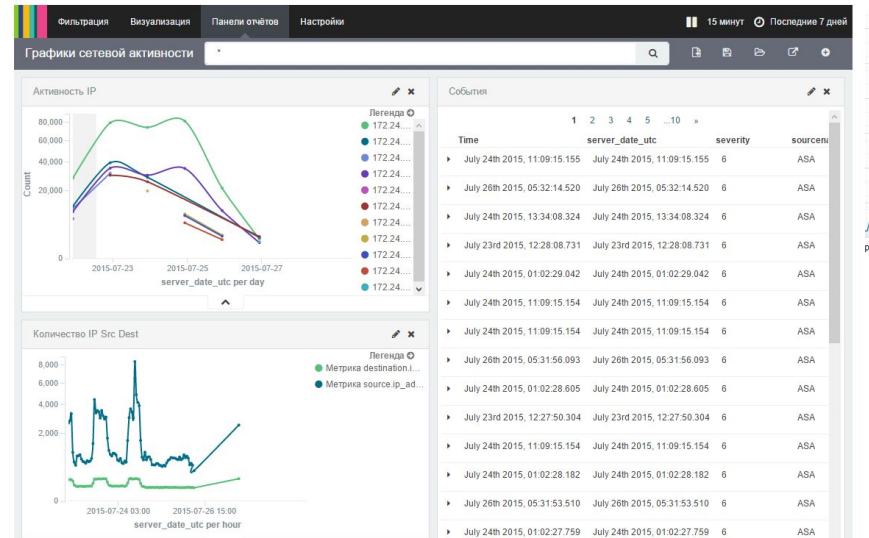 Фильтрация Визуализация Панели отчётов Настройки 15 минут Последние 7 дней
Графики сетевой активности *
Активность IP
Легенда
80,000
60,000
40,000
20,000
0
Count
2015-07-23 2015-07-25 2015-07-27
server_date_utc per day
172.24....
172.24....
172.24....
172.24....
172.24....
172.24....
172.24....
172.24....
172.24....
172.24....
172.24....
Количество IP Src Dest
Легенда
Метрика destination.i...
Метрика source.ip_ad...
8,000
6,000
4,000
2,000
0
2015-07-24 03:00 2015-07-26 15:00
server_date_utc per hour
События
1 2 3 4 5 ...10 »
Time server_date_utc severity sourcena
July 24th 2015, 11:09:15.155 July 24th 2015, 11:09:15.155 6 ASA
July 26th 2015, 05:32:14.520 July 26th 2015, 05:32:14.520 6 ASA
July 24th 2015, 13:34:08.324 July 24th 2015, 13:34:08.324 6 ASA
July 23rd 2015, 12:28:08.731 July 23rd 2015, 12:28:08.731 6 ASA
July 24th 2015, 01:02:29.042 July 24th 2015, 01:02:29.042 6 ASA
July 24th 2015, 11:09:15.154 July 24th 2015, 11:09:15.154 6 ASA
July 24th 2015, 11:09:15.154 July 24th 2015, 11:09:15.154 6 ASA
July 26th 2015, 05:31:56.093 July 26th 2015, 05:31:56.093 6 ASA
July 24th 2015, 01:02:28.605 July 24th 2015, 01:02:28.605 6 ASA
July 23rd 2015, 12:27:50.304 July 23rd 2015, 12:27:50.304 6 ASA
July 24th 2015, 11:09:15.154 July 24th 2015, 11:09:15.154 6 ASA
July 24th 2015, 01:02:28.182 July 24th 2015, 01:02:28.182 6 ASA
July 26th 2015, 05:31:53.510 July 26th 2015, 05:31:53.510 6 ASA
July 24th 2015, 01:02:27.759 July 24th 2015, 01:02:27.759 6 ASA